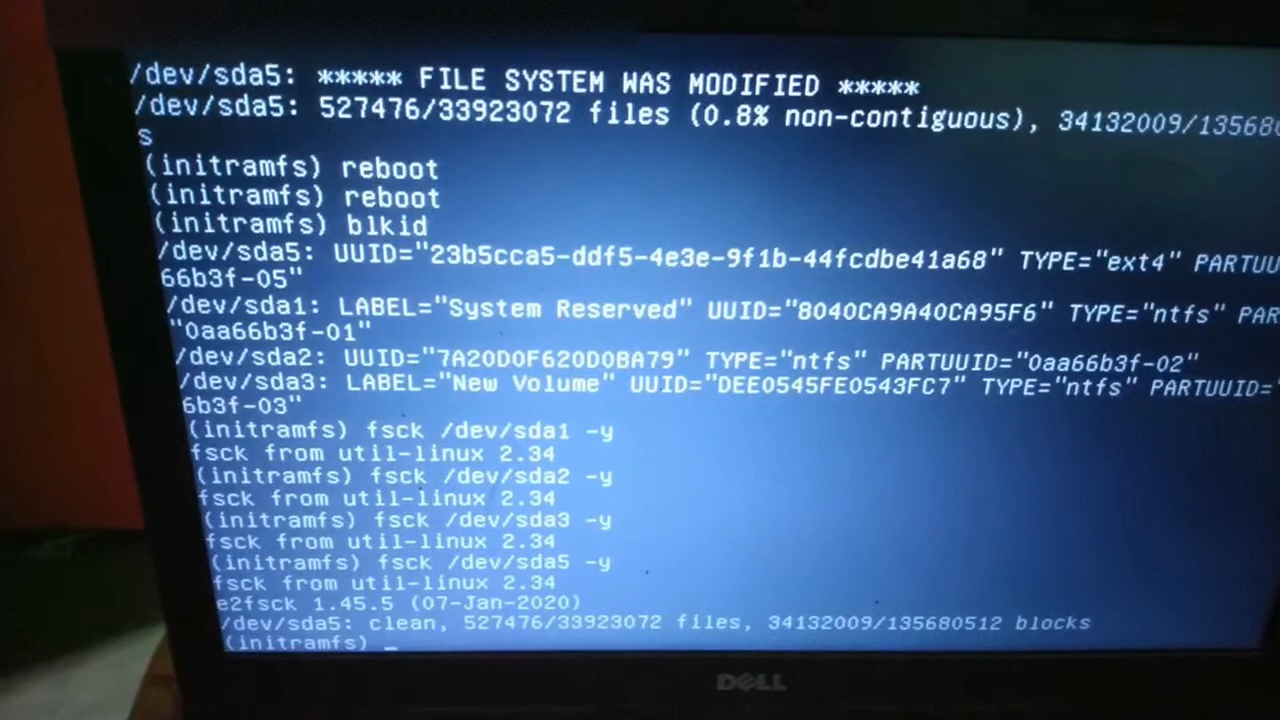 /dev/sda5: ***** FILE SYSTEM WAS MODIFIED *****
/dev/sda5: 527476/33923072 files (0.8% non-contiguous), 34132009/135680
s
(initramfs) reboot
(initramfs) reboot
(initramfs) blkid
/dev/sda5: UUID="23b5cca5-ddf5-4e3e-9f1b-44fcdbe41a68" TYPE="ext4" PARTUU
66b3f-05"
/dev/sda1: LABEL="System Reserved" UUID="8040CA9A40CA95F6" TYPE="ntfs" PAR
"0aa66b3f-01"
/dev/sda2: UUID="7A20D0F620D0BA79" TYPE="ntfs" PARTUUID="0aa66b3f-02"
/dev/sda3: LABEL="New Volume" UUID="DEE0545FE0543FC7" TYPE="ntfs" PARTUUID=
6b3f-03"
(initramfs) fsck /dev/sda1 -y
fsck from util-linux 2.34
(initramfs) fsck /dev/sda2 -y
fsck from util-linux 2.34
(initramfs) fsck /dev/sda3 -y
fsck from util-linux 2.34
(initramfs) fsck /dev/sda5 -y
fsck from util-linux 2.34
e2fsck 1.45.5 (07-Jan-2020)
/dev/sda5: clean, 527476/33923072 files, 34132009/135680512 blocks
(initramfs) _
DELL